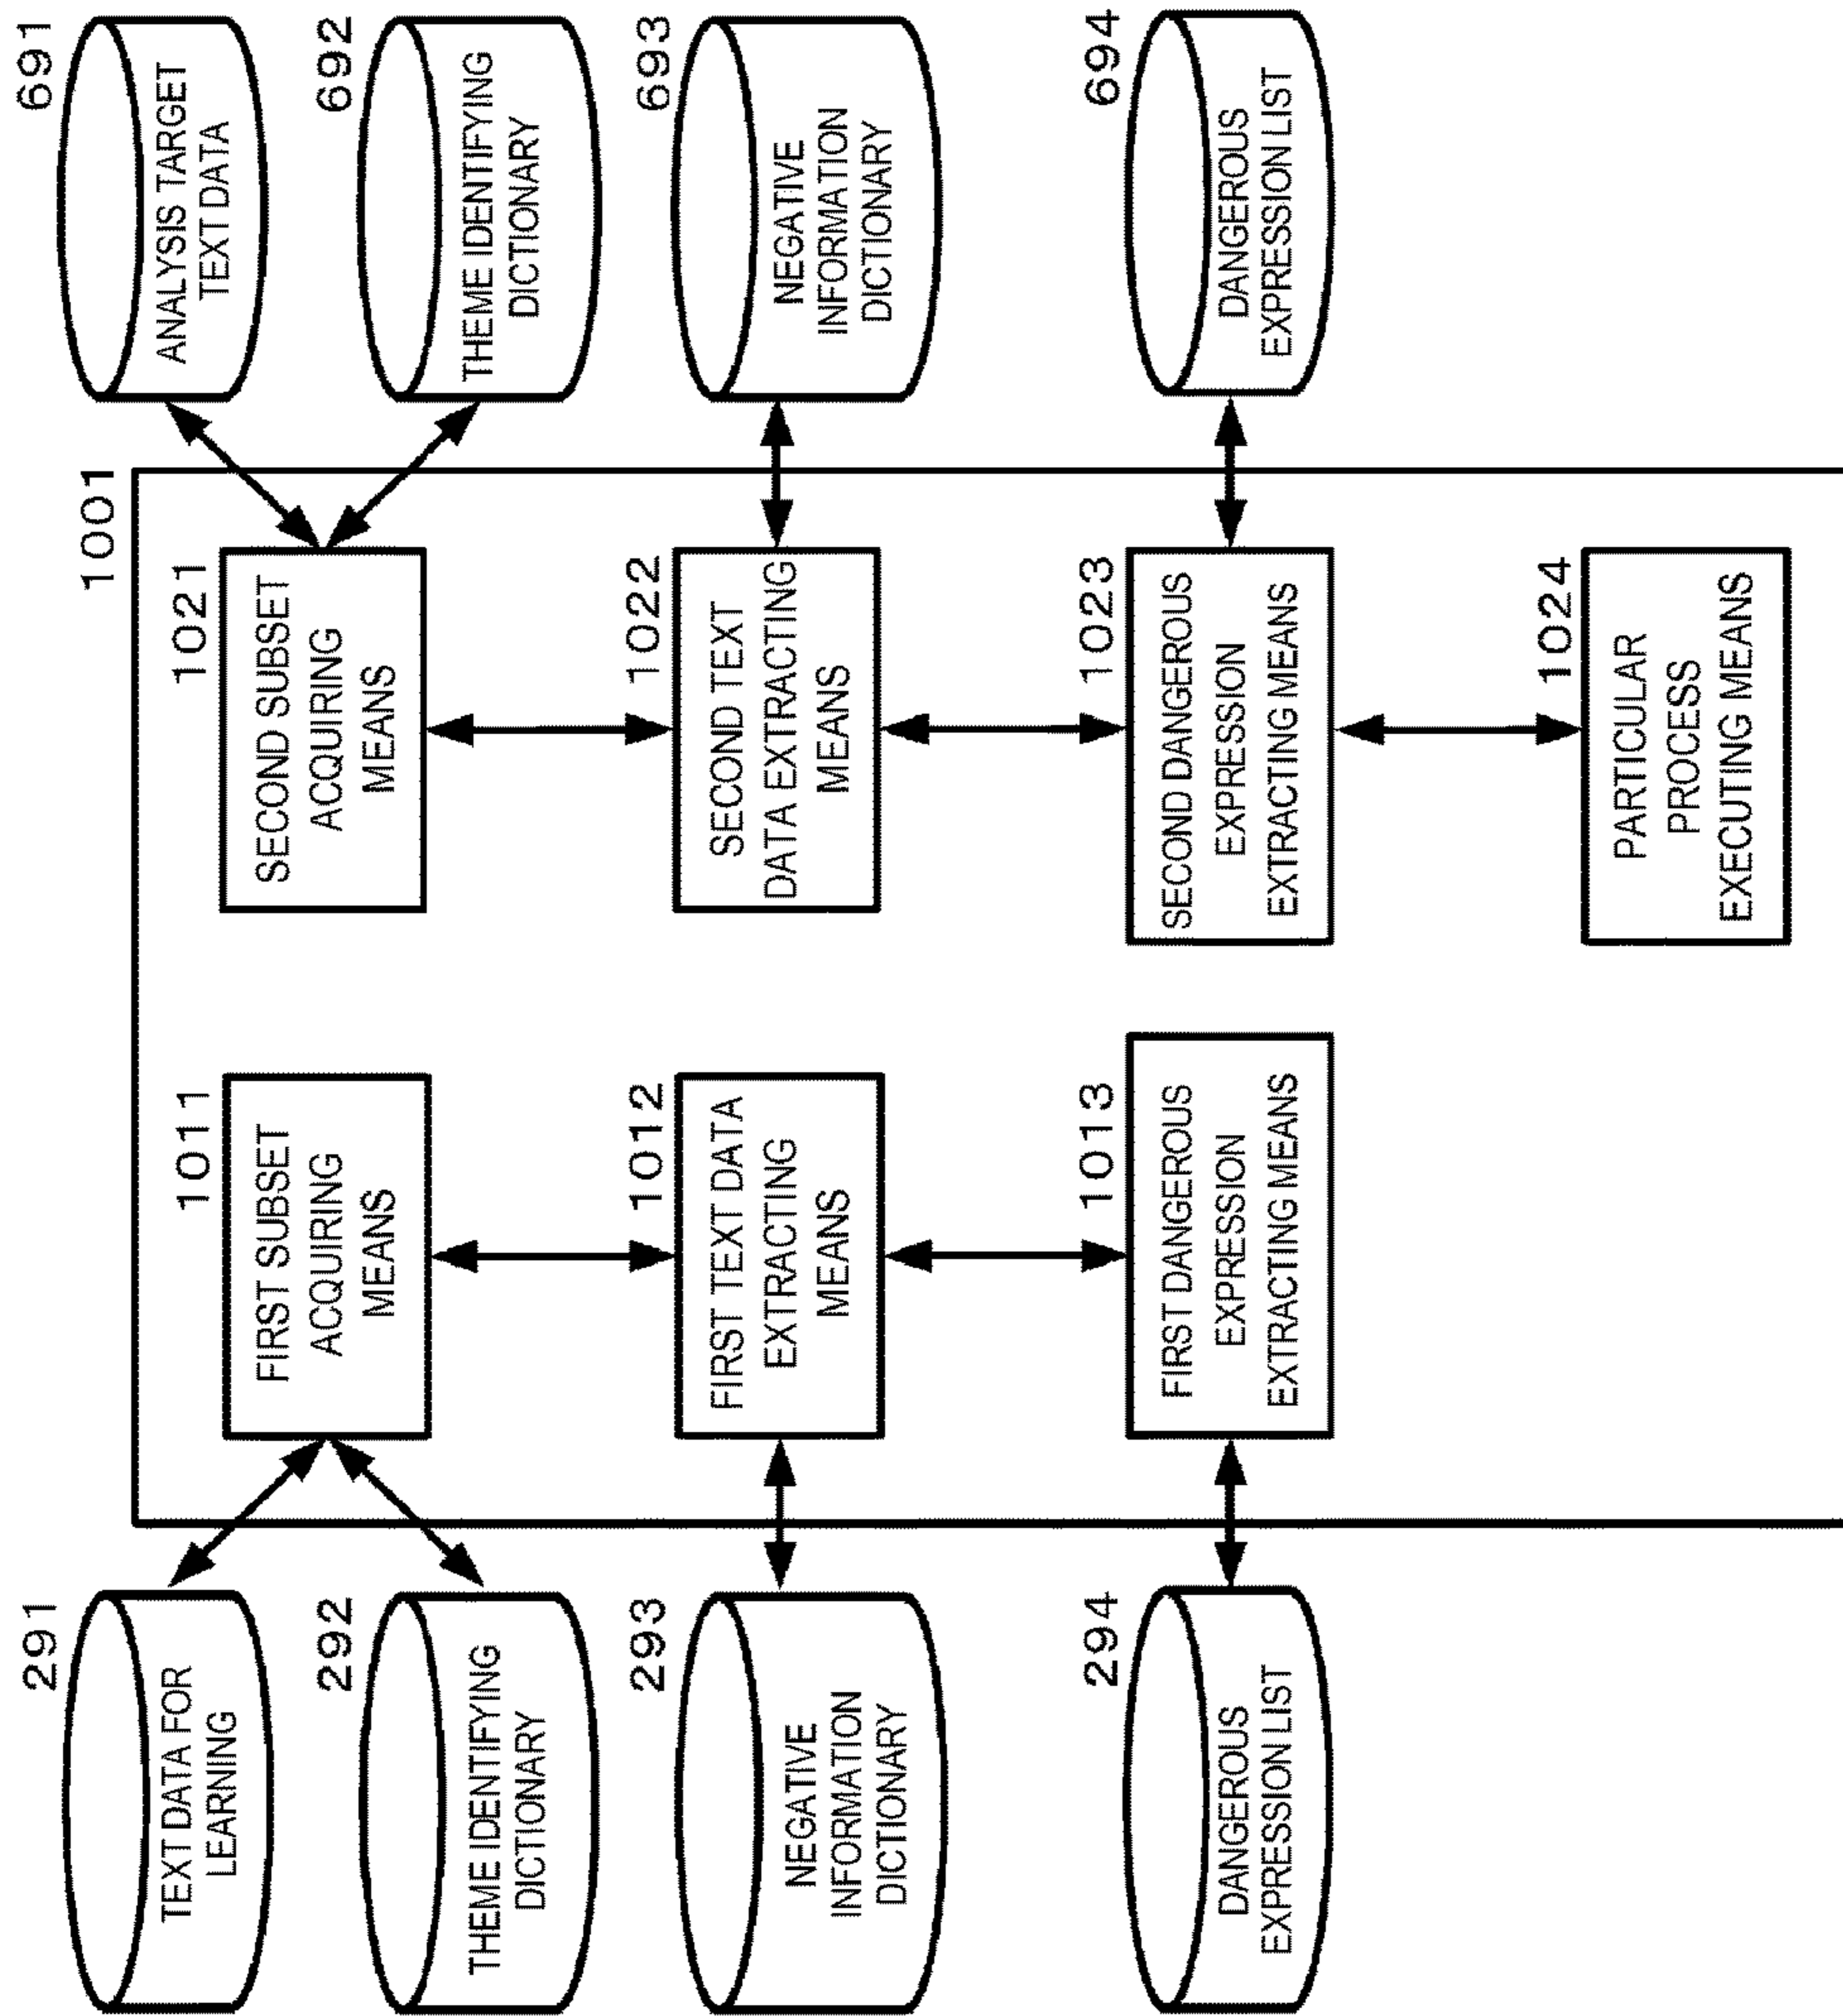 1001
291
TEXT DATA FOR
LEARNING
292
THEME IDENTIFYING
DICTIONARY
293
NEGATIVE
INFORMATION
DICTIONARY
294
DANGEROUS
EXPRESSION LIST
1011
FIRST SUBSET
ACQUIRING
MEANS
1012
FIRST TEXT DATA
EXTRACTING
MEANS
1013
FIRST DANGEROUS
EXPRESSION
EXTRACTING MEANS
1021
SECOND SUBSET
ACQUIRING
MEANS
1022
SECOND TEXT
DATA EXTRACTING
MEANS
1023
SECOND DANGEROUS
EXPRESSION
EXTRACTING MEANS
1024
PARTICULAR
PROCESS
EXECUTING MEANS
691
ANALYSIS TARGET
TEXT DATA
692
THEME IDENTIFYING
DICTIONARY
693
NEGATIVE
INFORMATION
DICTIONARY
694
DANGEROUS
EXPRESSION LIST